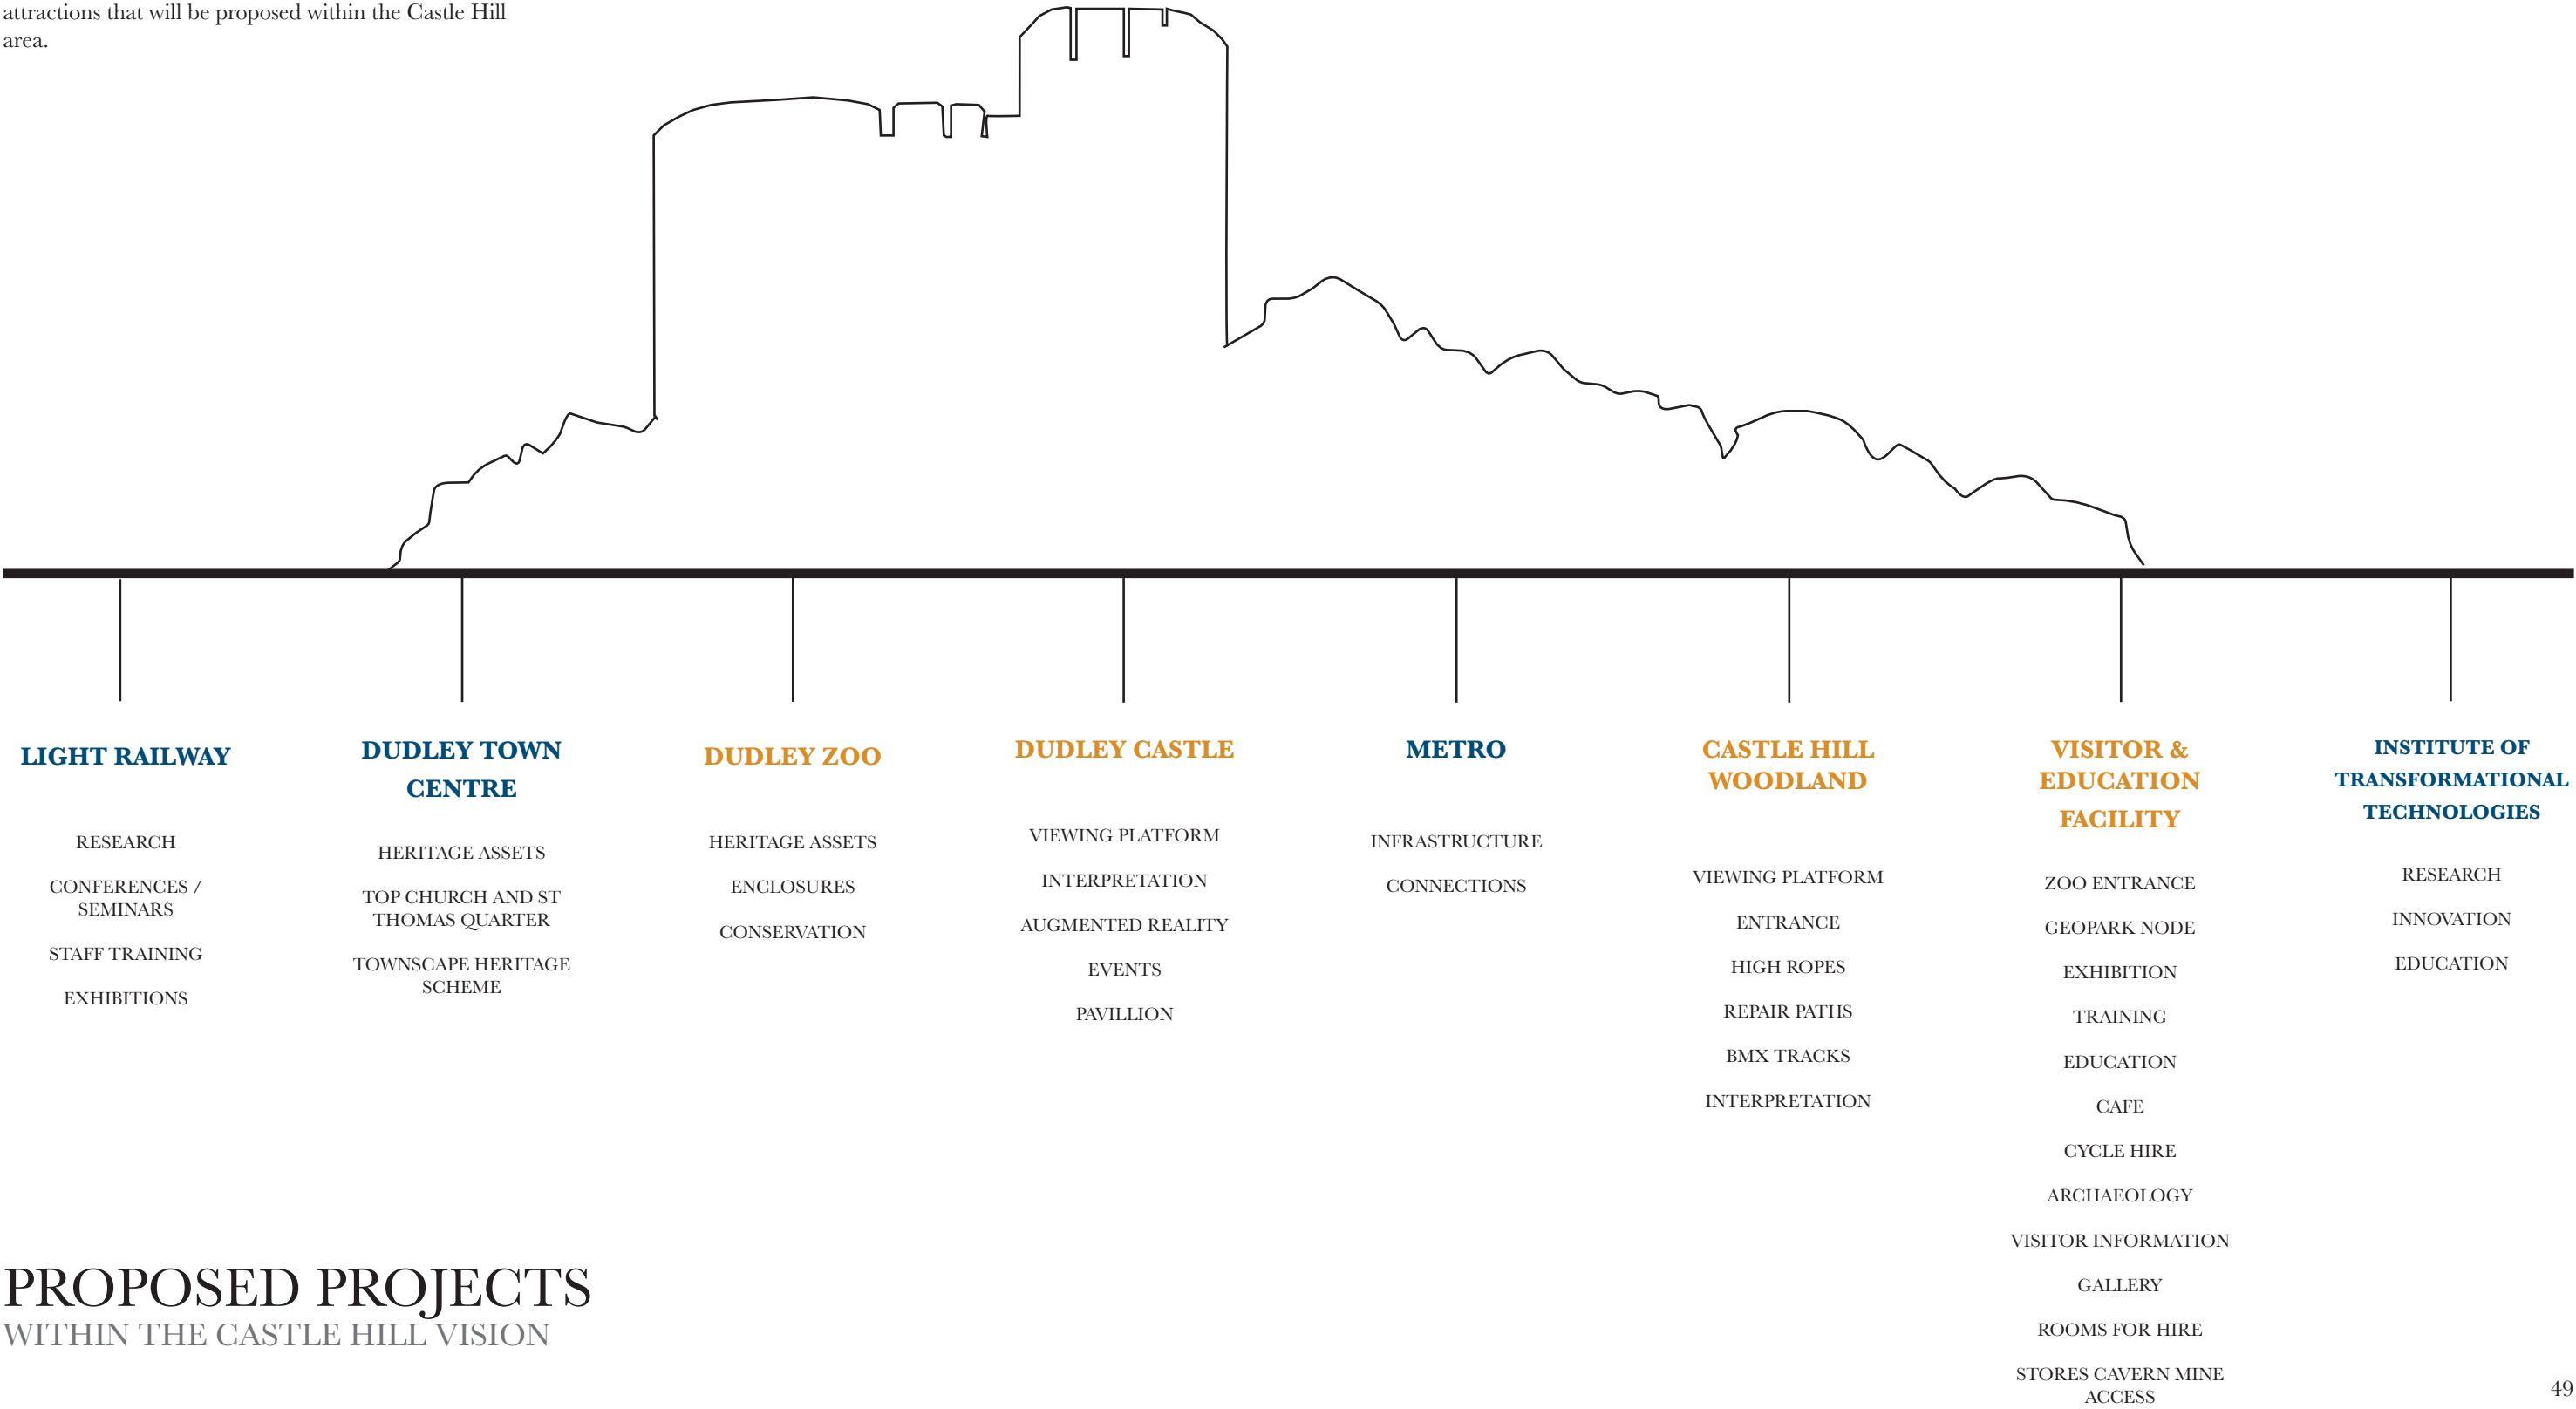 attractions that will be proposed within the Castle Hill
area.
LIGHT RAILWAY
RESEARCH
CONFERENCES /
SEMINARS
STAFF TRAINING
EXHIBITIONS
DUDLEY TOWN
CENTRE
HERITAGE ASSETS
TOP CHURCH AND ST
THOMAS QUARTER
TOWNSCAPE HERITAGE
SCHEME
DUDLEY ZOO
HERITAGE ASSETS
ENCLOSURES
CONSERVATION
DUDLEY CASTLE
VIEWING PLATFORM
INTERPRETATION
AUGMENTED REALITY
EVENTS
PAVILLION
METRO
INFRASTRUCTURE
CONNECTIONS
CASTLE HILL
WOODLAND
VIEWING PLATFORM
ENTRANCE
HIGH ROPES
REPAIR PATHS
BMX TRACKS
INTERPRETATION
VISITOR &
EDUCATION
FACILITY
ZOO ENTRANCE
GEOPARK NODE
EXHIBITION
TRAINING
EDUCATION
CAFE
CYCLE HIRE
ARCHAEOLOGY
VISITOR INFORMATION
GALLERY
ROOMS FOR HIRE
STORES CAVERN MINE
ACCESS
INSTITUTE OF
TRANSFORMATIONAL
TECHNOLOGIES
RESEARCH
INNOVATION
EDUCATION
PROPOSED PROJECTS
WITHIN THE CASTLE HILL VISION
49